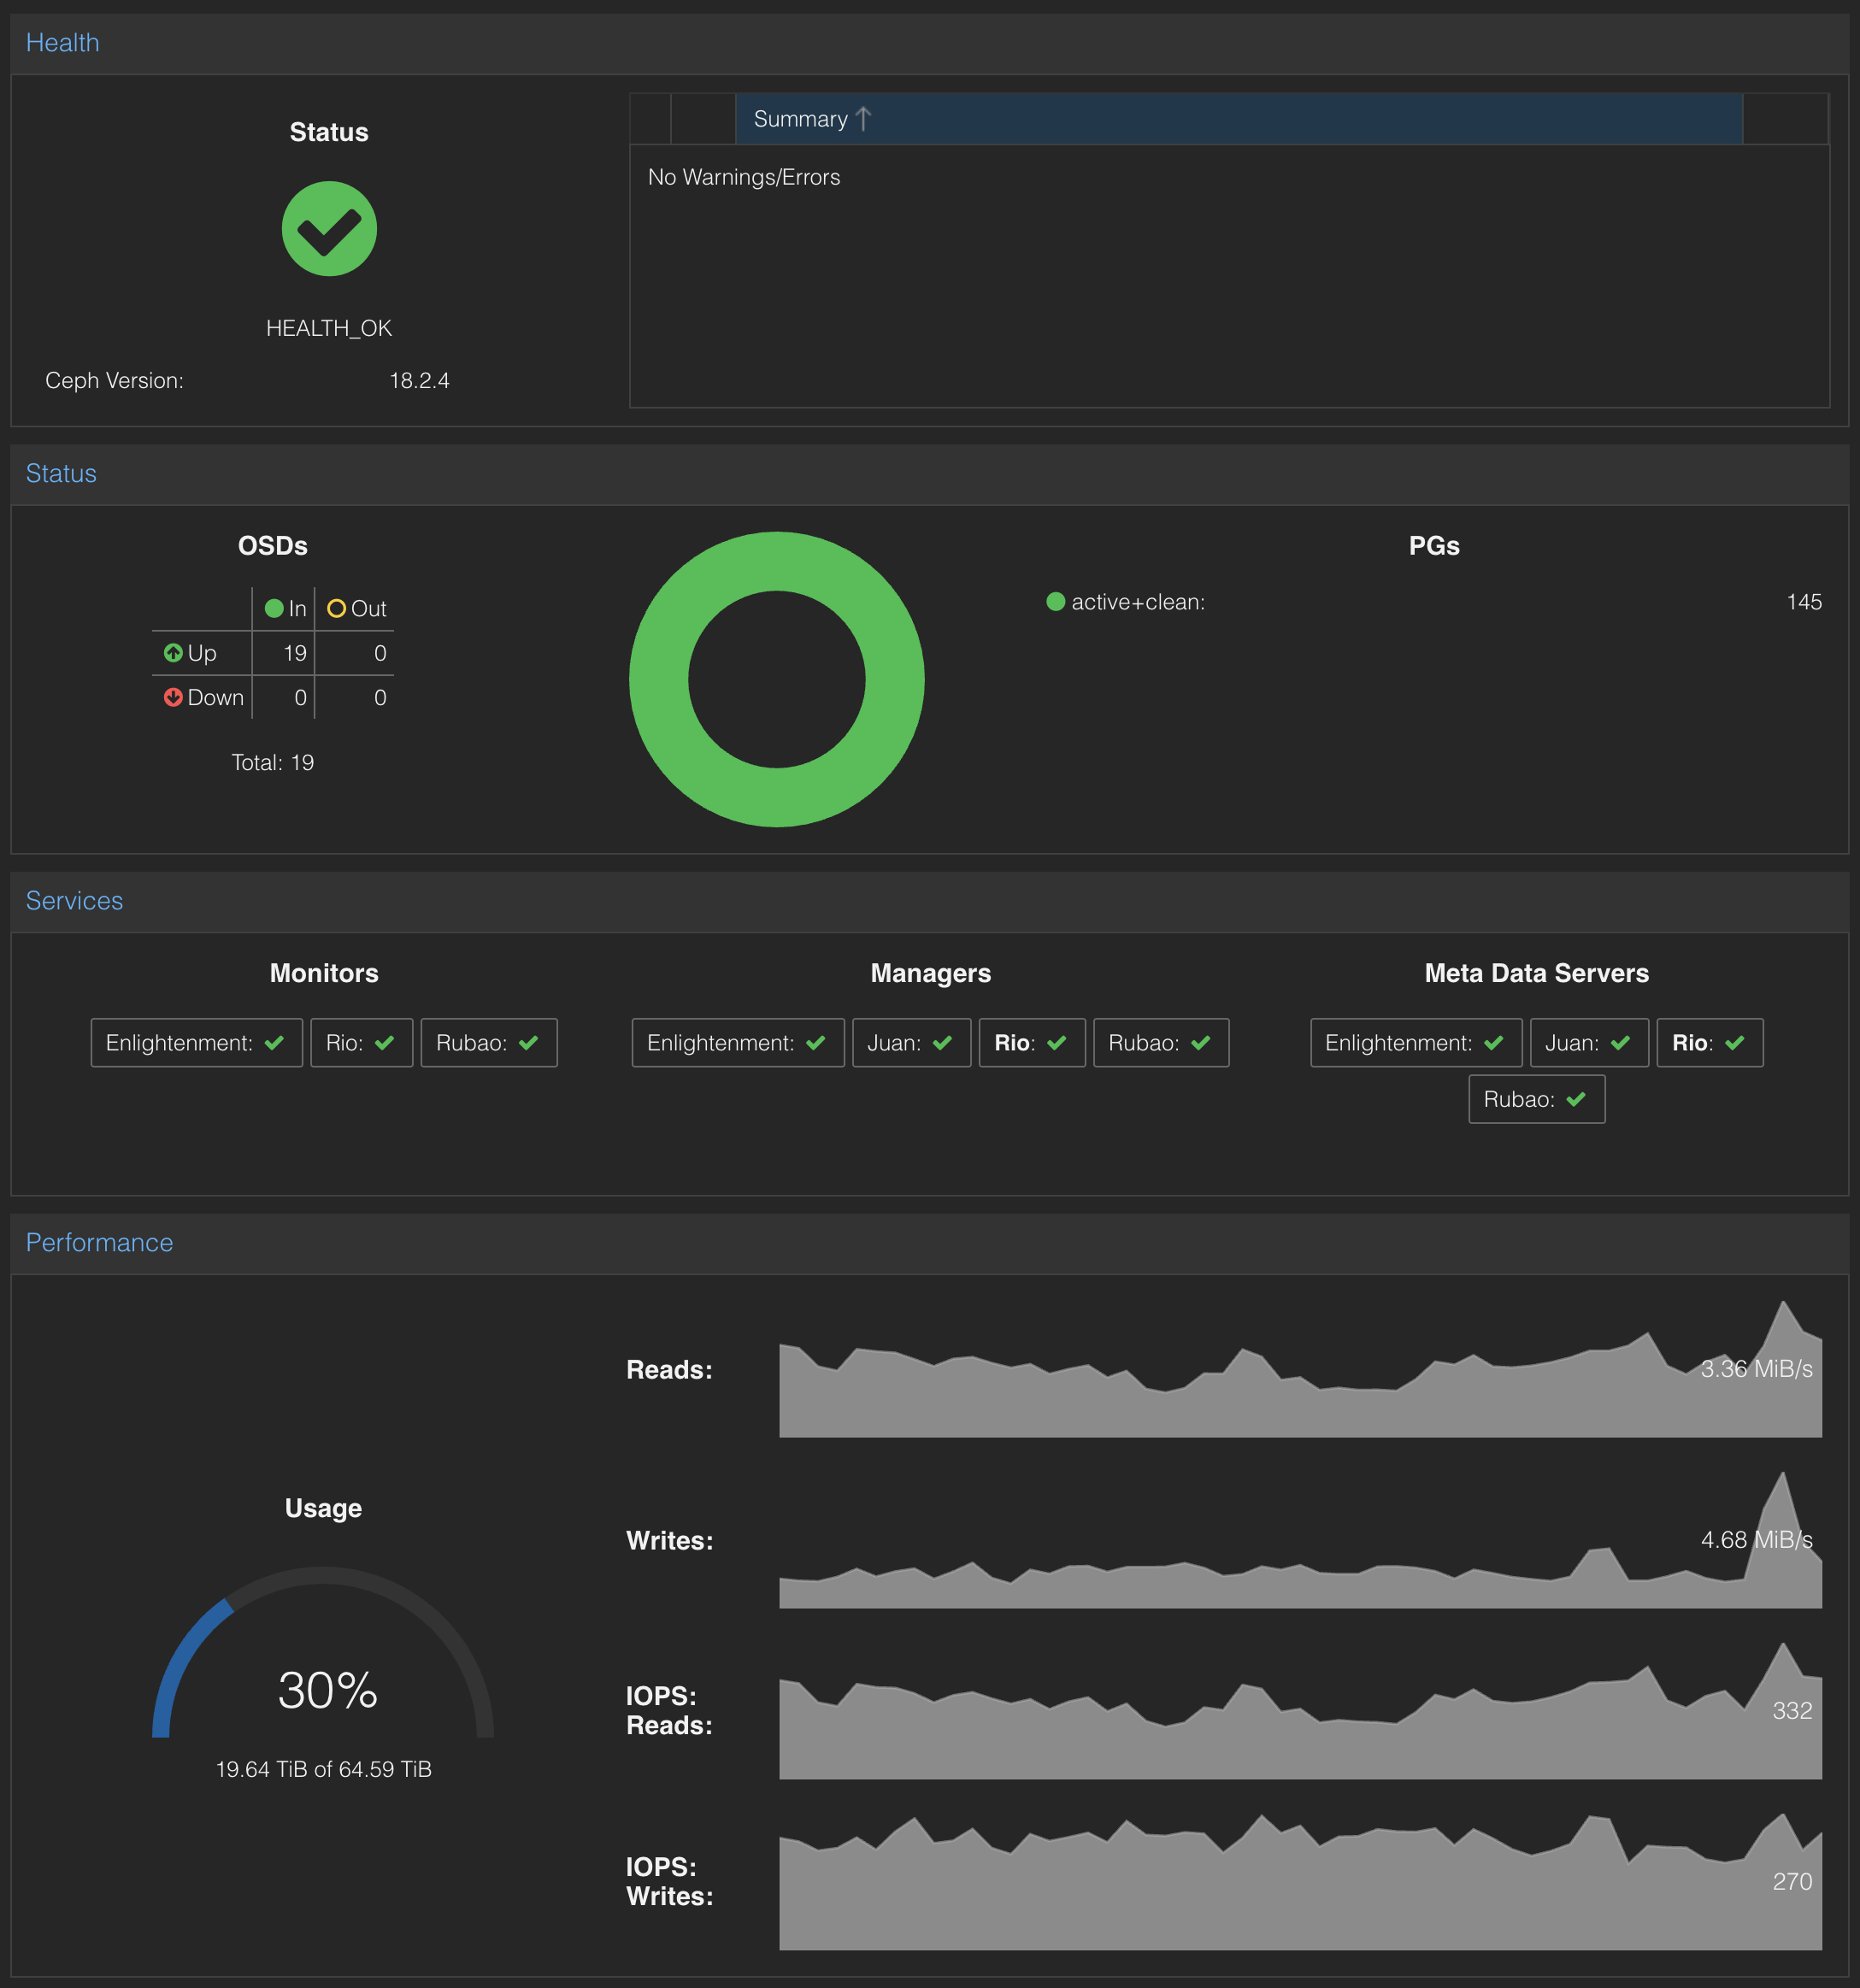 Health
Status
Summary
No Warnings/Errors
HEALTH_OK
Ceph Version: 18.2.4
Status
OSDs
In Out
Up 19 0
Down 0 0
Total: 19
PGs
active+clean: 145
Services
Monitors
Enlightenment: Rio: Rubao:
Managers
Enlightenment: Juan: Rio: Rubao:
Meta Data Servers
Enlightenment: Juan: Rio:
Rubao:
Performance
Usage
30%
19.64 TiB of 64.59 TiB
Reads: 3.36 MiB/s
Writes: 4.68 MiB/s
IOPS:
Reads: 332
IOPS:
Writes: 270